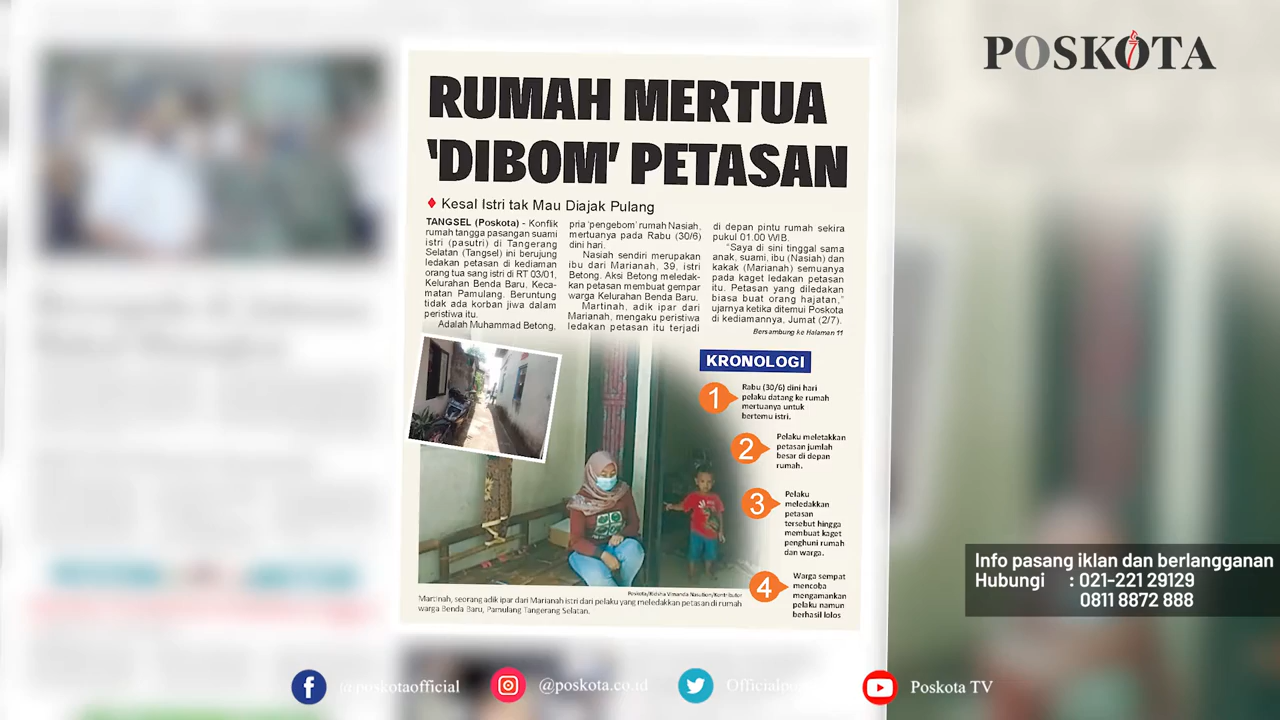 POSKOTA
RUMAH MERTUA
'DIBOM' PETASAN
Kesal Istri tak Mau Diajak Pulang
TANGSEL (Poskota) - Konflik
rumah tangga pasangan suami
istri (pasutri) di Tangerang
Selatan (Tangsel) ini berujung
ledakan petasan di kediaman
orang tua sang istri di RT 03/01,
Kelurahan Benda Baru, Keca-
matan Pamulang. Beruntung
tidak ada korban jiwa dalam
peristiwa itu.
Adalah Muhammad Betong,
pria 'pengebom' rumah Nasiah,
mertuanya pada Rabu (30/6)
dini hari.
Nasiah sendiri merupakan
ibu dari Marianah, 39, istri
Betong. Aksi Betong meledak-
kan petasan membuat gempar
warga Kelurahan Benda Baru.
Martinah, adik ipar dari
Marianah, mengaku peristiwa
ledakan petasan itu terjadi
di depan pintu rumah sekira
pukul 01.00 WIB.
"Saya di sini tinggal sama
anak, suami, ibu (Nasiah) dan
kakak (Marianah) semuanya
pada kaget ledakan petasan
itu. Petasan yang diledakan
biasa buat orang hajatan,"
ujarnya ketika ditemui Poskota
di kediamannya, Jumat (2/7).
Bersambung ke Halaman 11
KRONOLOGI
1
Rabu (30/6) dini hari
pelaku datang ke rumah
mertuanya untuk
bertemu istri.
2
Pelaku meletakkan
petasan jumlah
besar di depan
rumah.
3
Pelaku
meledakkan
petasan
tersebut hingga
membuat kaget
penghuni rumah
dan warga.
4
Warga sempat
mencoba
mengamankan
pelaku namun
berhasil lolos
Poskota/Kelsha Vimanda Nasution/Kontributor
Martinah, seorang adik ipar dari Marianah istri dari pelaku yang meledakkan petasan di rumah
warga Benda Baru, Pamulang Tangerang Selatan.
Info pasang iklan dan berlangganan
Hubungi : 021-221 29129
0811 8872 888
@poskotaofficial
@poskota.co.id
Poskota TV